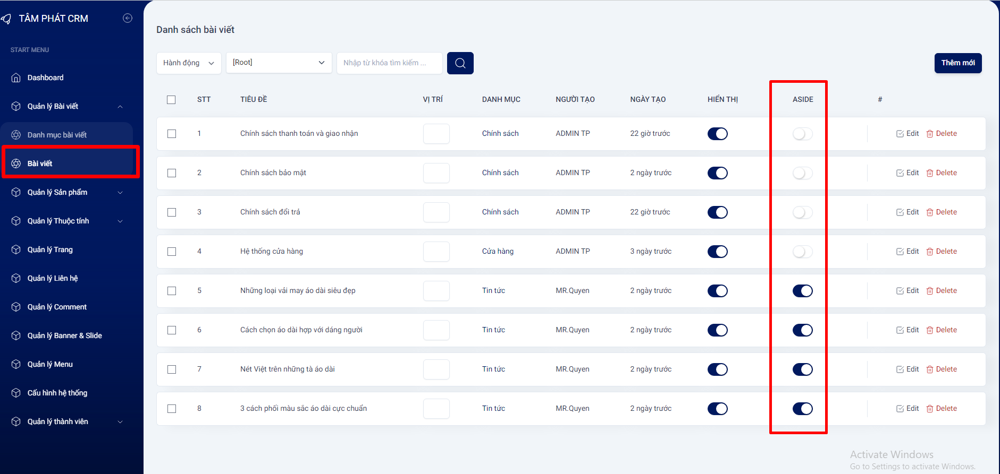 TÂM PHÁT CRM
START MENU
Dashboard
Quản lý Bài viết
Danh mục bài viết
Bài viết
Quản lý Sản phẩm
Quản lý Thuộc tính
Quản lý Trang
Quản lý Liên hệ
Quản lý Comment
Quản lý Banner & Slide
Quản lý Menu
Cấu hình hệ thống
Quản lý thành viên
Danh sách bài viết
Hành động [Root] Nhập từ khóa tìm kiếm ... Thêm mới
STT TIÊU ĐỀ VỊ TRÍ DANH MỤC NGƯỜI TẠO NGÀY TẠO HIỂN THỊ ASIDE #
1 Chính sách thanh toán và giao nhận Chính sách ADMIN TP 22 giờ trước Edit Delete
2 Chính sách bảo mật Chính sách ADMIN TP 2 ngày trước Edit Delete
3 Chính sách đổi trả Chính sách ADMIN TP 22 giờ trước Edit Delete
4 Hệ thống cửa hàng Cửa hàng ADMIN TP 3 ngày trước Edit Delete
5 Những loại vải may áo dài siêu đẹp Tin tức MR.Quyen 2 ngày trước Edit Delete
6 Cách chọn áo dài hợp với dáng người Tin tức MR.Quyen 2 ngày trước Edit Delete
7 Nét Việt trên những tà áo dài Tin tức MR.Quyen 2 ngày trước Edit Delete
8 3 cách phối màu sắc áo dài cực chuẩn Tin tức MR.Quyen 2 ngày trước Edit Delete
Activate Windows
Go to Settings to activate Windows.